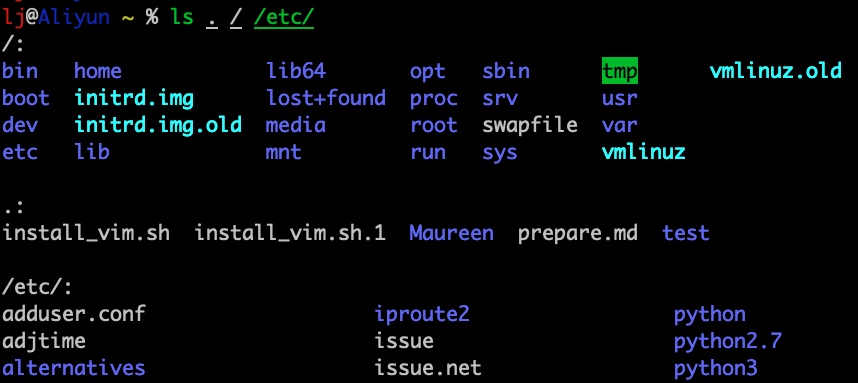 lj@Aliyun ~ % ls . / /etc/
/:
bin home lib64 opt sbin tmp vmlinuz.old
boot initrd.img lost+found proc srv usr
dev initrd.img.old media root swapfile var
etc lib mnt run sys vmlinuz
.:
install_vim.sh install_vim.sh.1 Maureen prepare.md test
/etc/:
adduser.conf iproute2 python
adjtime issue python2.7
alternatives issue.net python3